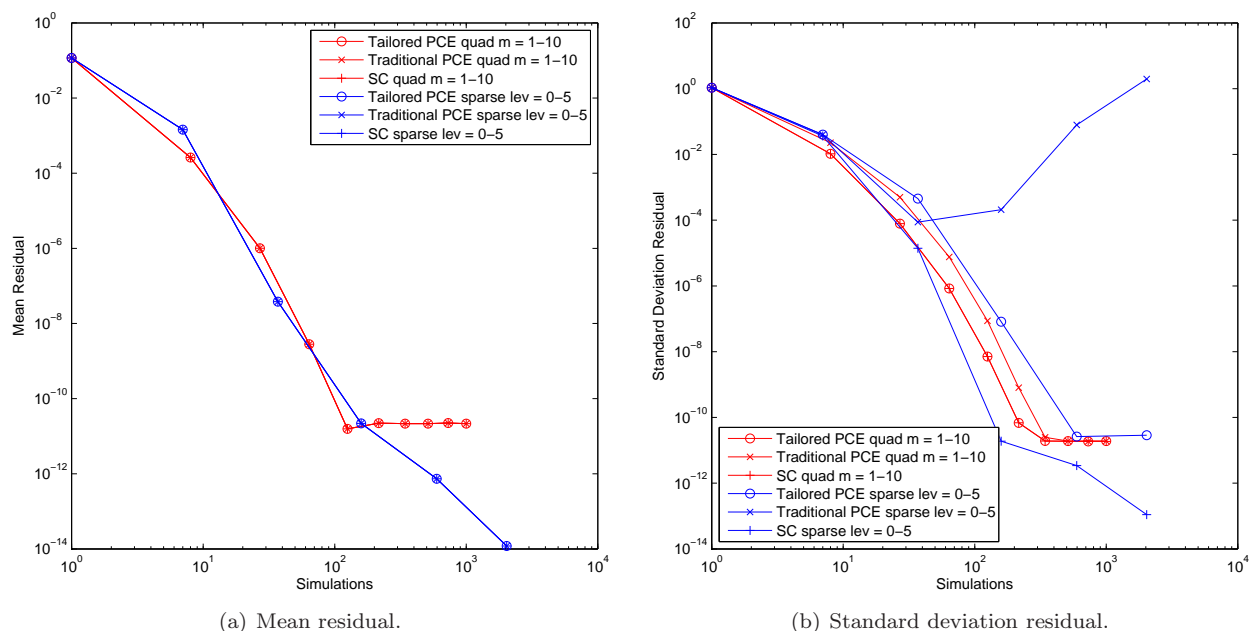 10^0
10^-2
10^-4
10^-6
10^-8
10^-10
10^-12
10^-14
Mean Residual
Tailored PCE quad m = 1–10
Traditional PCE quad m = 1–10
SC quad m = 1–10
Tailored PCE sparse lev = 0–5
Traditional PCE sparse lev = 0–5
SC sparse lev = 0–5
10^0 10^1 10^2 10^3 10^4
Simulations
(a) Mean residual.
10^2
10^0
10^-2
10^-4
10^-6
10^-8
10^-10
10^-12
10^-14
Standard Deviation Residual
Tailored PCE quad m = 1–10
Traditional PCE quad m = 1–10
SC quad m = 1–10
Tailored PCE sparse lev = 0–5
Traditional PCE sparse lev = 0–5
SC sparse lev = 0–5
10^0 10^1 10^2 10^3 10^4
Simulations
(b) Standard deviation residual.